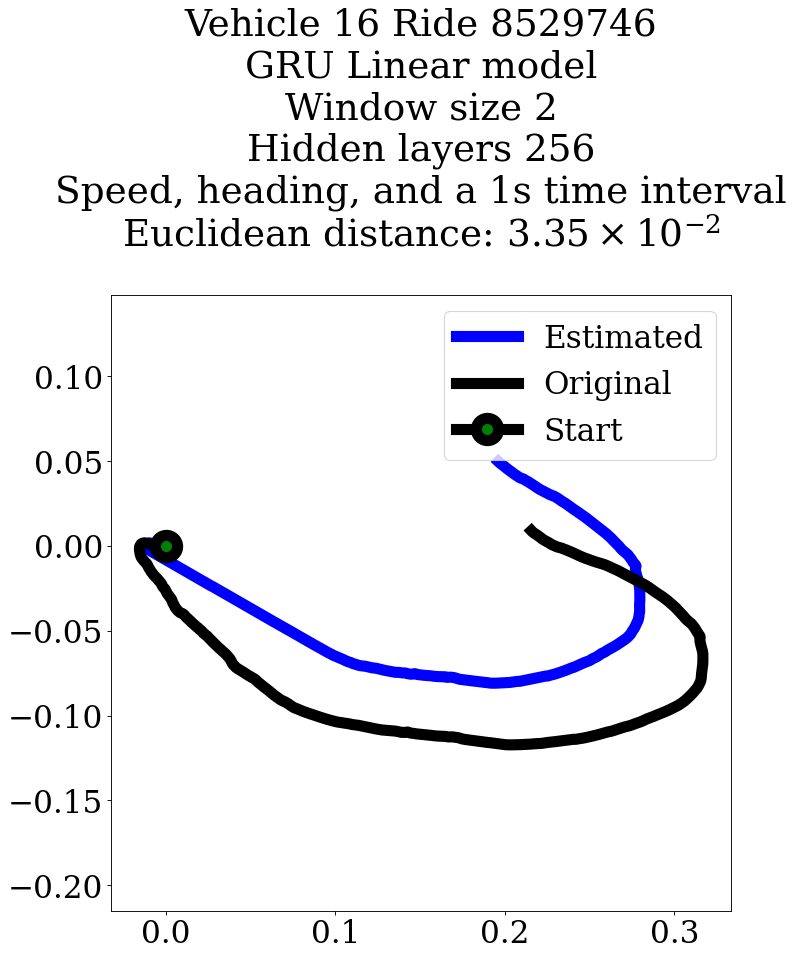 Vehicle 16 Ride 8529746
GRU Linear model
Window size 2
Hidden layers 256
Speed, heading, and a 1s time interval
Euclidean distance: 3.35 × 10⁻²
Estimated
Original
Start
0.10
0.05
0.00
−0.05
−0.10
−0.15
−0.20
0.0 0.1 0.2 0.3